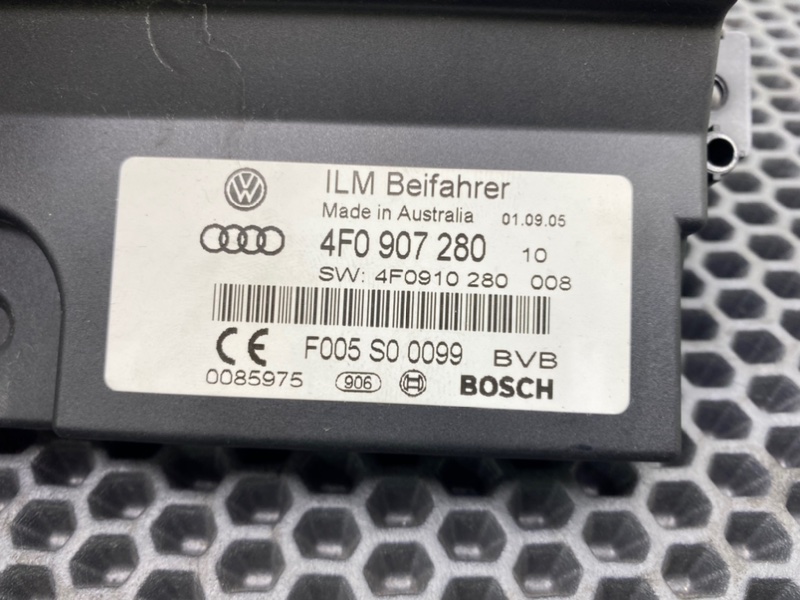 ILM Beifahrer
Made in Australia 01.09.05
4F0 907 280 10
SW: 4F0910 280 008
CE F005 S0 0099 BVB
0085975 906 BOSCH